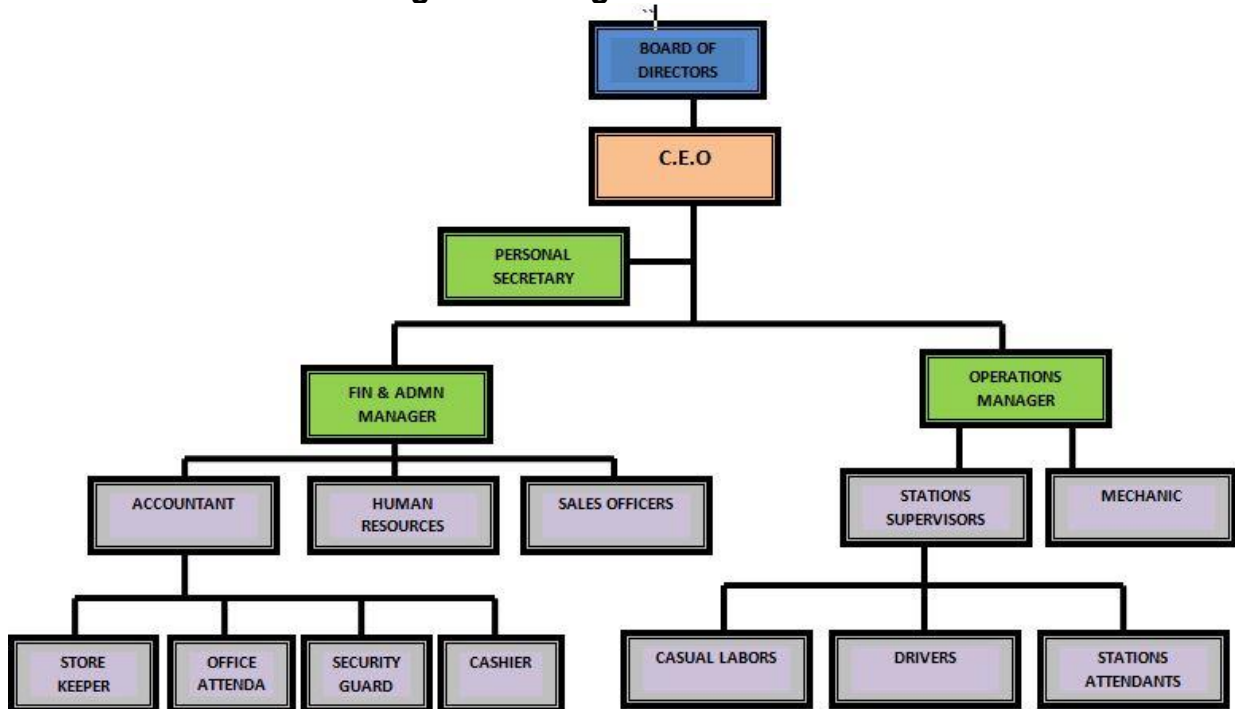 BOARD OF
DIRECTORS
C.E.O
PERSONAL
SECRETARY
FIN & ADMN
MANAGER
OPERATIONS
MANAGER
ACCOUNTANT
HUMAN
RESOURCES
SALES OFFICERS
STATIONS
SUPERVISORS
MECHANIC
STORE
KEEPER
OFFICE
ATTENDA
SECURITY
GUARD
CASHIER
CASUAL LABORS
DRIVERS
STATIONS
ATTENDANTS